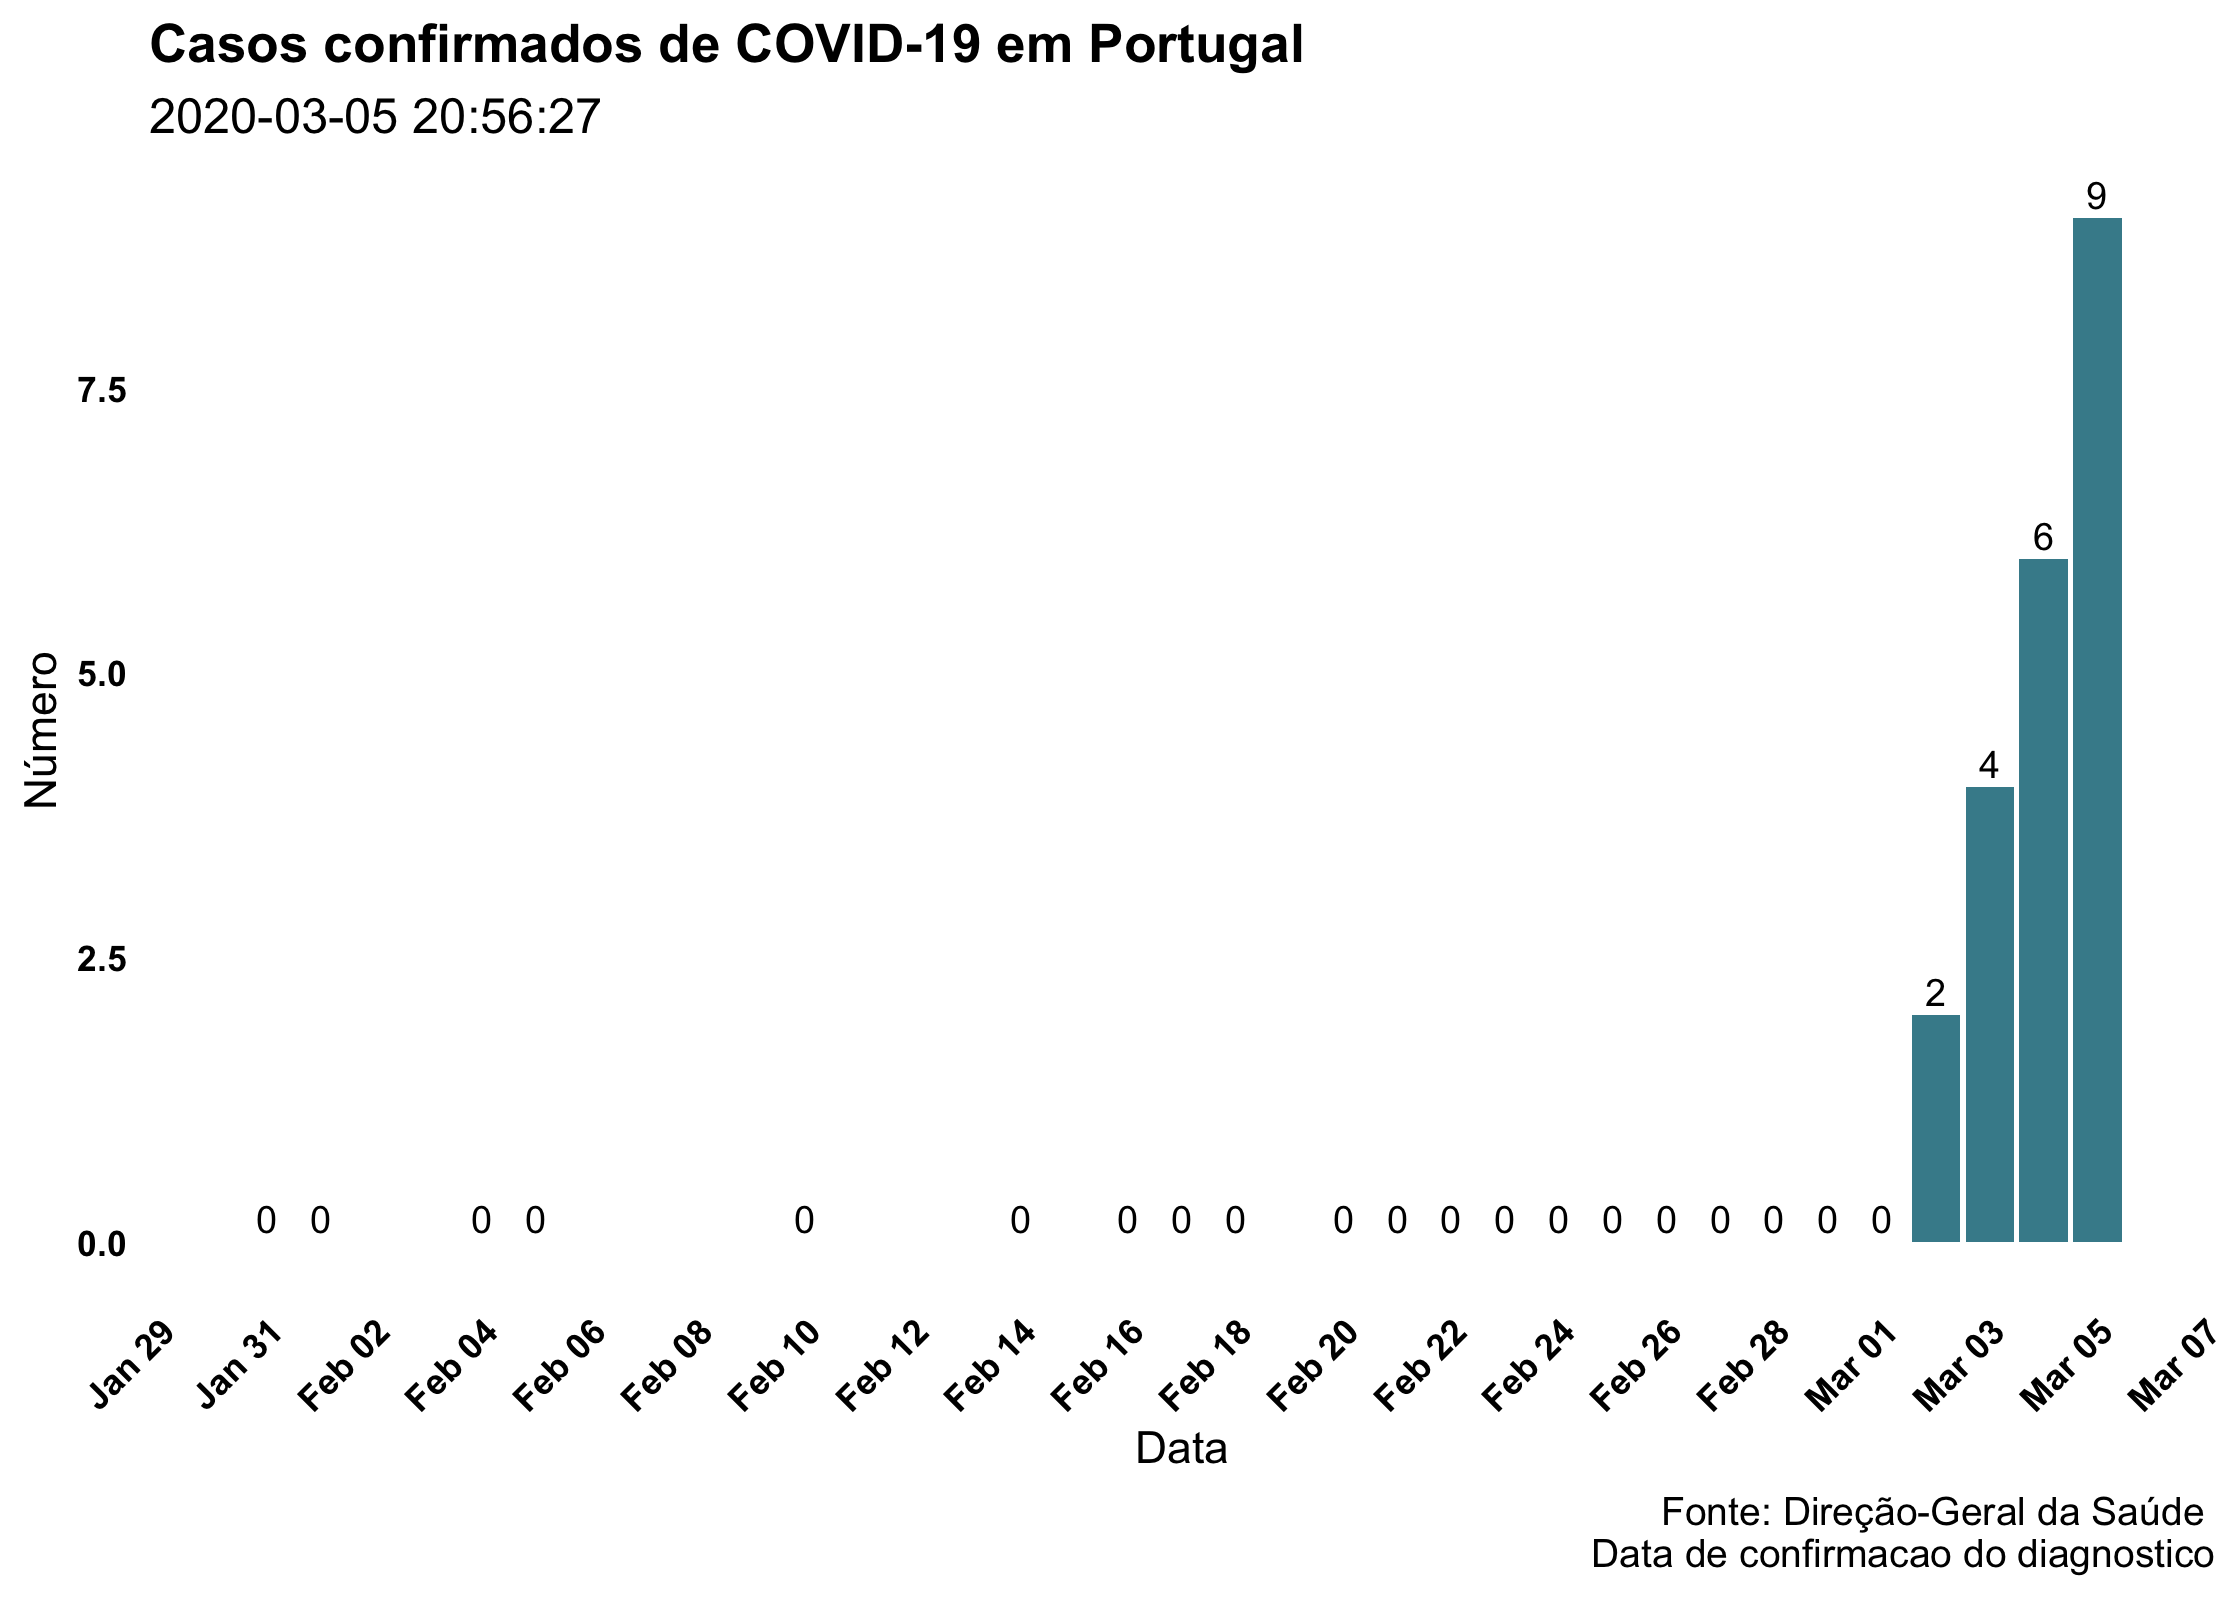 Casos confirmados de COVID-19 em Portugal
2020-03-05 20:56:27
9
7.5
6
5.0
Número
4
2.5
2
0 0 0 0 0 0 0 0 0 0 0 0 0 0 0 0 0 0 0 0
0.0
Jan 29 Jan 31 Feb 02 Feb 04 Feb 06 Feb 08 Feb 10 Feb 12 Feb 14 Feb 16 Feb 18 Feb 20 Feb 22 Feb 24 Feb 26 Feb 28 Mar 01 Mar 03 Mar 05 Mar 07
Data
Fonte: Direção-Geral da Saúde
Data de confirmacao do diagnostico